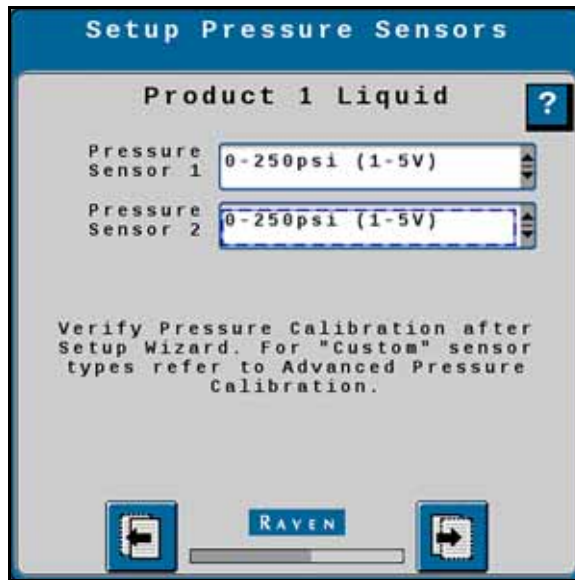 Setup Pressure Sensors
Product 1 Liquid
?
Pressure
Sensor 1
0-250psi (1-5V)
Pressure
Sensor 2
0-250psi (1-5V)
Verify Pressure Calibration after
Setup Wizard. For "Custom" sensor
types refer to Advanced Pressure
Calibration.
RAVEN